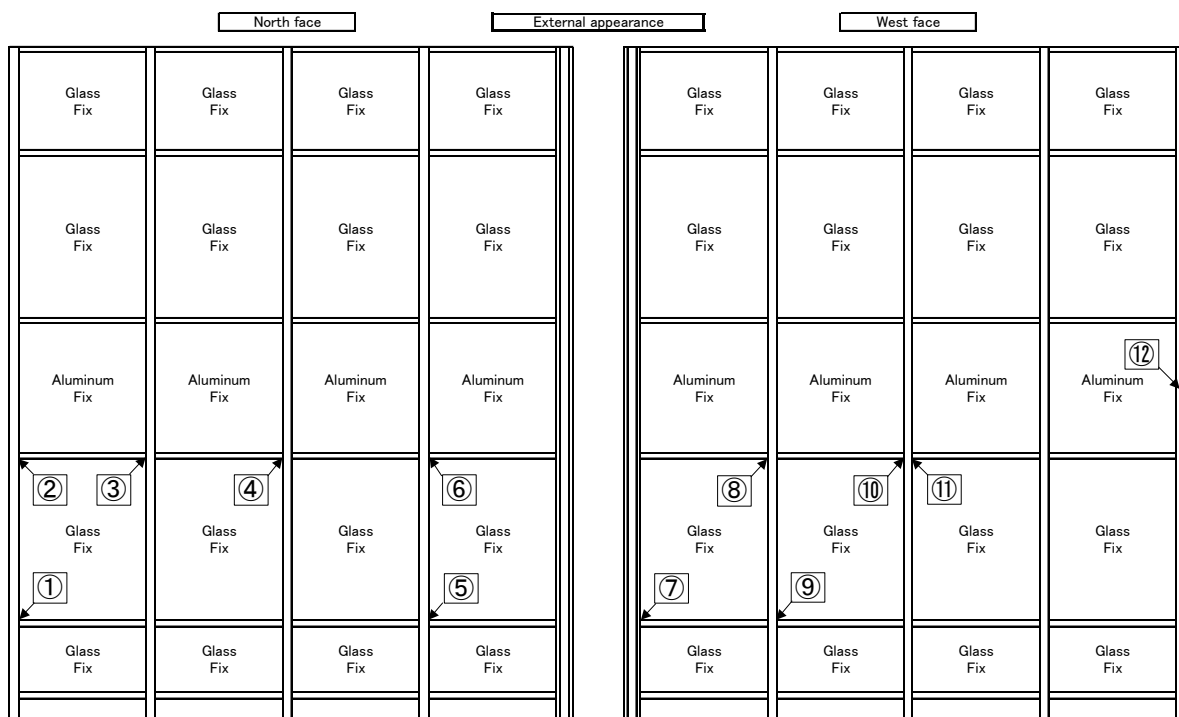 North face
External appearance
West face
Glass Glass Glass Glass Glass Glass Glass Glass
Fix Fix Fix Fix Fix Fix Fix Fix
Glass Glass Glass Glass Glass Glass Glass Glass
Fix Fix Fix Fix Fix Fix Fix Fix
⑫
Aluminum Aluminum Aluminum Aluminum Aluminum Aluminum Aluminum Aluminum
Fix Fix Fix Fix Fix Fix Fix Fix
② ③ ④ ⑥ ⑧ ⑩ ⑪
Glass Glass Glass Glass Glass Glass Glass Glass
Fix Fix Fix Fix Fix Fix Fix Fix
① ⑤ ⑦ ⑨
Glass Glass Glass Glass Glass Glass Glass Glass
Fix Fix Fix Fix Fix Fix Fix Fix